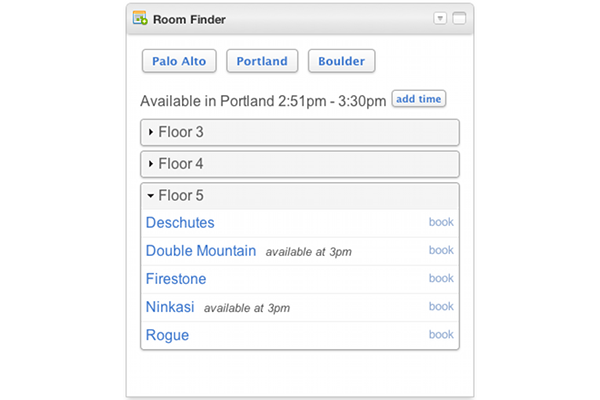 Room Finder
Palo Alto Portland Boulder
Available in Portland 2:51pm - 3:30pm add time
Floor 3
Floor 4
Floor 5
Deschutes book
Double Mountain available at 3pm book
Firestone book
Ninkasi available at 3pm book
Rogue book